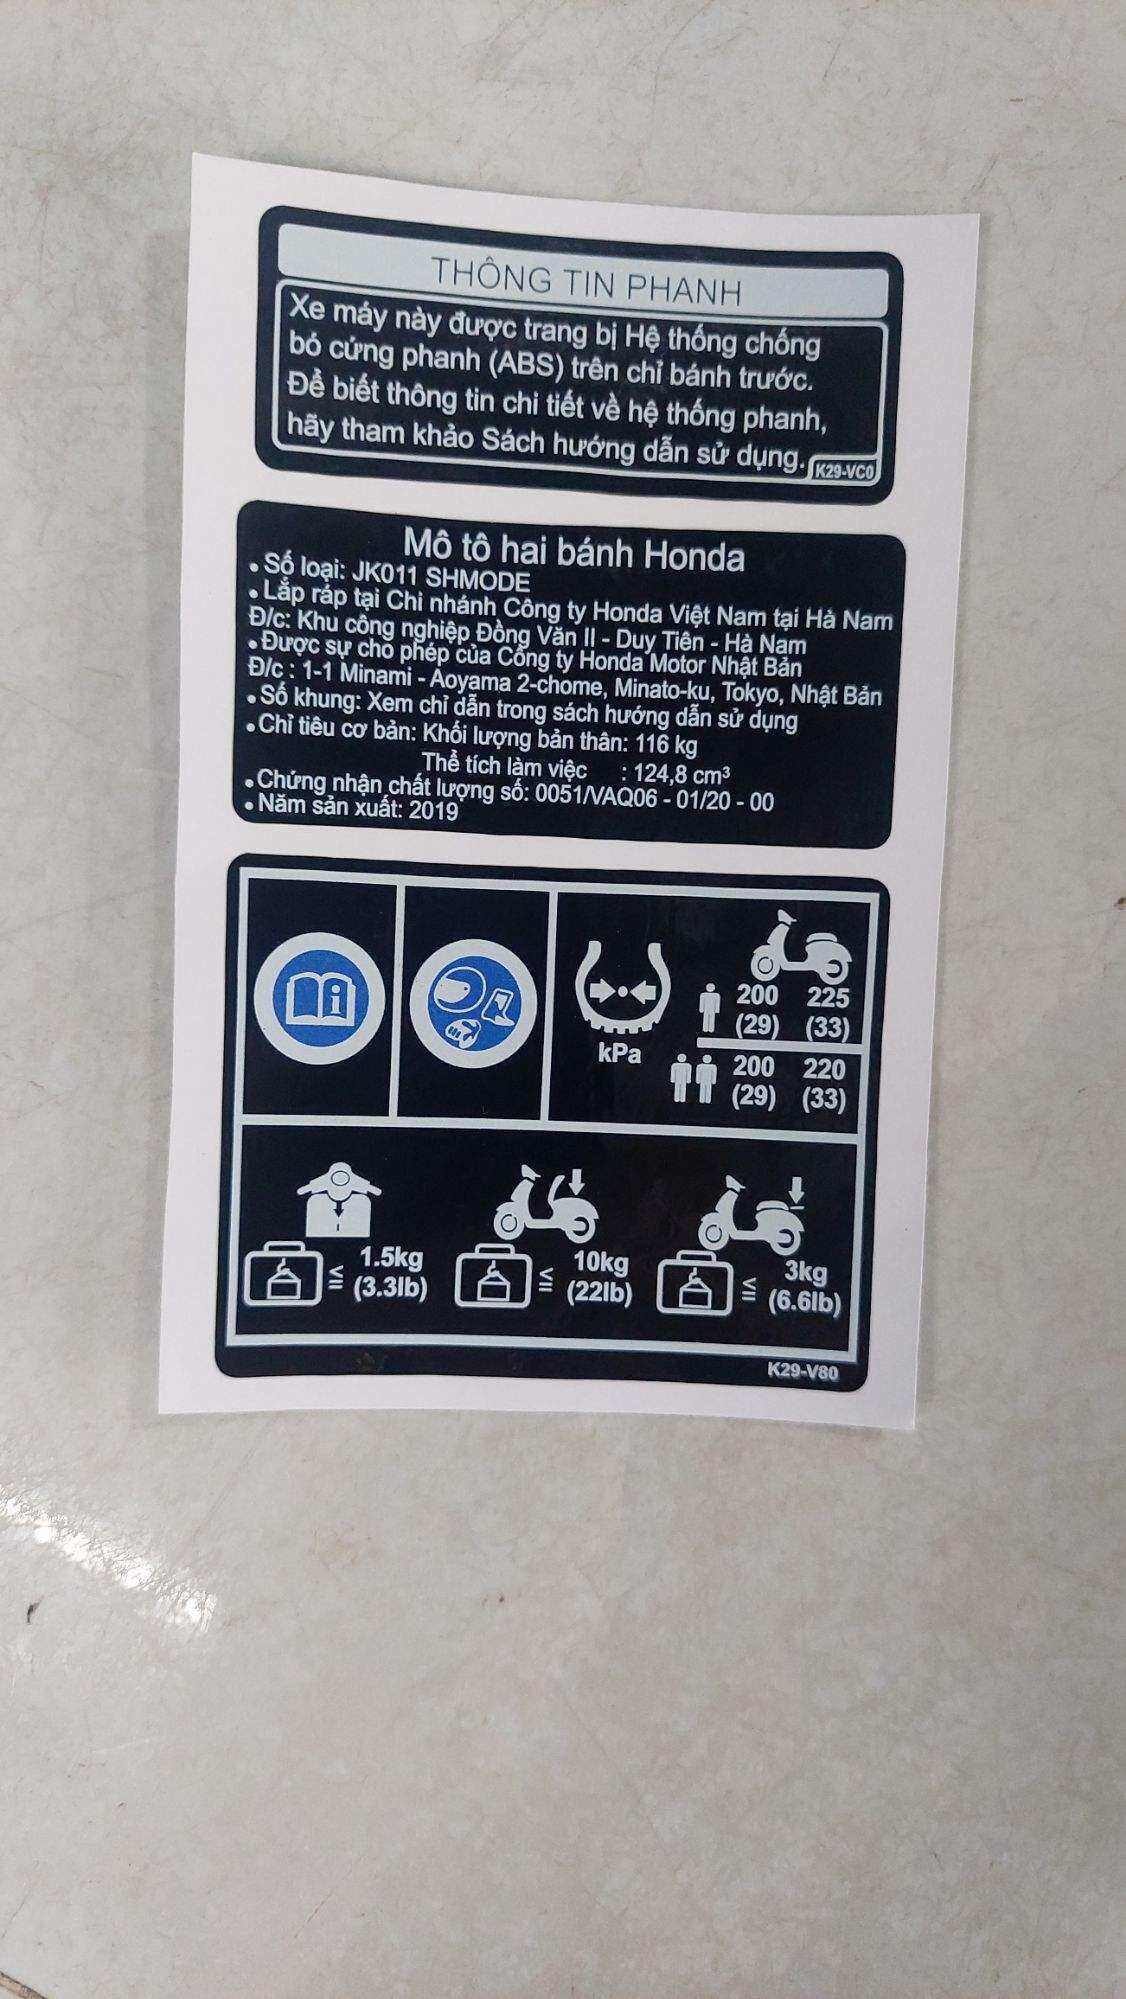 THÔNG TIN PHANH
Xe máy này được trang bị Hệ thống chống
bó cứng phanh (ABS) trên chỉ bánh trước.
Để biết thông tin chi tiết về hệ thống phanh,
hãy tham khảo Sách hướng dẫn sử dụng.
K29-VC0
Mô tô hai bánh Honda
• Số loại: JK011 SHMODE
• Lắp ráp tại Chi nhánh Công ty Honda Việt Nam tại Hà Nam
Đ/c: Khu công nghiệp Đồng Văn II - Duy Tiên - Hà Nam
• Được sự cho phép của Công ty Honda Motor Nhật Bản
Đ/c : 1-1 Minami - Aoyama 2-chome, Minato-ku, Tokyo, Nhật Bản
• Số khung: Xem chỉ dẫn trong sách hướng dẫn sử dụng
• Chỉ tiêu cơ bản: Khối lượng bản thân: 116 kg
Thể tích làm việc : 124,8 cm³
• Chứng nhận chất lượng số: 0051/VAQ06 - 01/20 - 00
• Năm sản xuất: 2019
kPa
200 225
(29) (33)
200 220
(29) (33)
≦ 1.5kg
(3.3lb)
≦ 10kg
(22lb)
≦ 3kg
(6.6lb)
K29-V80